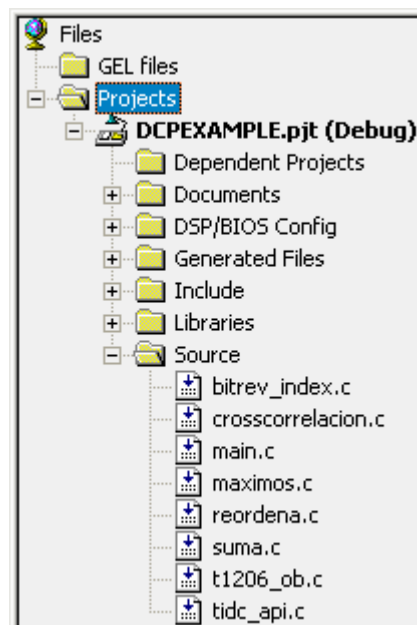 Files
GEL files
Projects
DCPEXAMPLE.pjt (Debug)
Dependent Projects
Documents
DSP/BIOS Config
Generated Files
Include
Libraries
Source
bitrev_index.c
crosscorrelacion.c
main.c
maximos.c
reordena.c
suma.c
t1206_ob.c
tidc_api.c